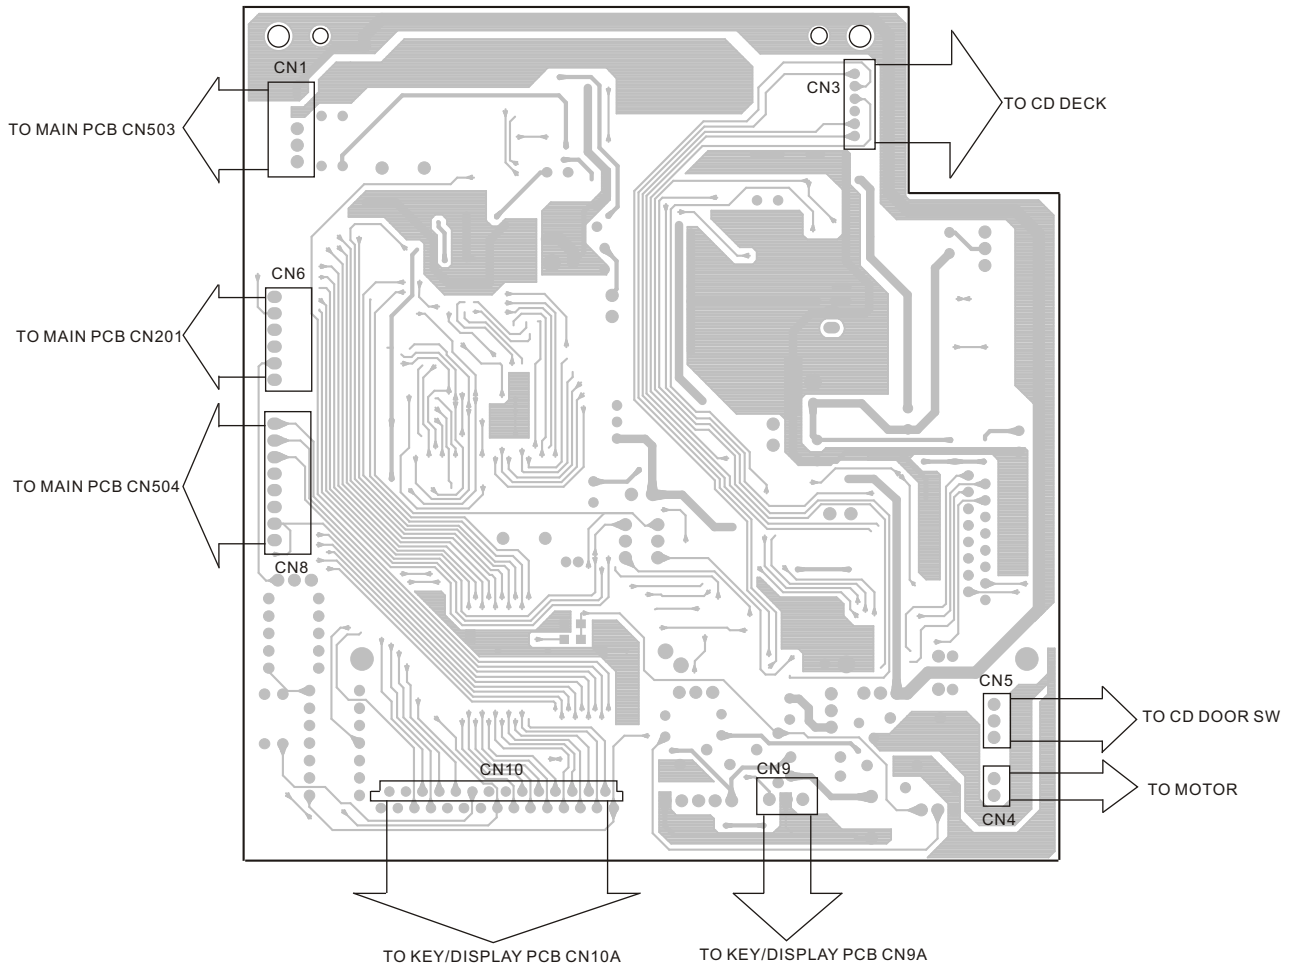 CN1
CN3
TO CD DECK
TO MAIN PCB CN503
CN6
TO MAIN PCB CN201
TO MAIN PCB CN504
CN8
CN5
TO CD DOOR SW
CN10
CN9
TO MOTOR
CN4
TO KEY/DISPLAY PCB CN10A
TO KEY/DISPLAY PCB CN9A